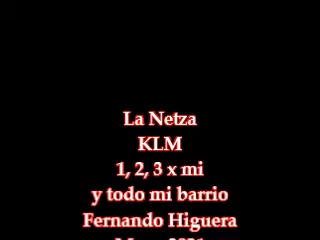 La Netza
KLM
1, 2, 3 x mi
y todo mi barrio
Fernando Higuera